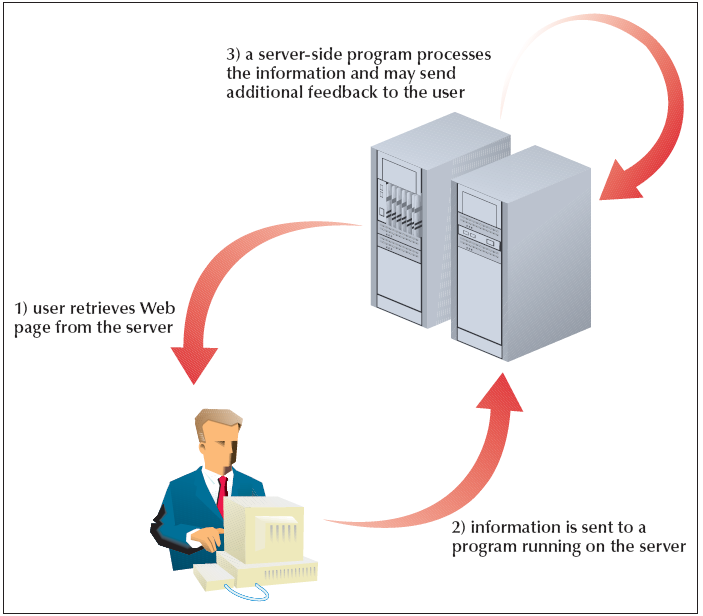 3) a server-side program processes
the information and may send
additional feedback to the user
1) user retrieves Web
page from the server
2) information is sent to a
program running on the server